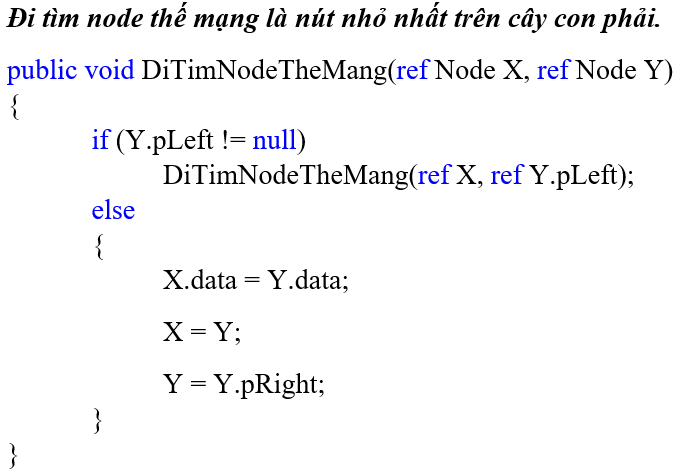 Đi tìm node thế mạng là nút nhỏ nhất trên cây con phải.
public void DiTimNodeTheMang(ref Node X, ref Node Y)
{
if (Y.pLeft != null)
DiTimNodeTheMang(ref X, ref Y.pLeft);
else
{
X.data = Y.data;
X = Y;
Y = Y.pRight;
}
}